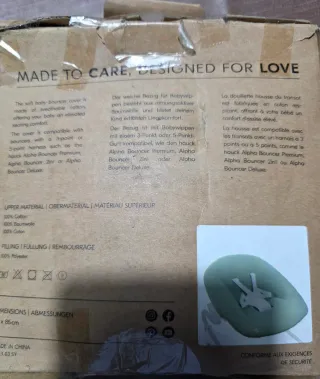 MADE TO CARE, DESIGNED FOR LOVE
The soft baby bouncer cover is
made of breathable cotton,
offering your baby an
seating comfort.
The cover is compatible with
bouncers with a 3-point or
5-point harness such as the
hauck Alpha Bouncer Premium,
Alpha Bouncer 2in1 or Alpha
Bouncer Deluxe.
Der weiche Bezug für
besteht aus atmungsaktiver
Baumwolle und bietet deinem
Kind
Der Bezug ist mit Babywippen
mit einem 3-Punkt oder 5-Punkt-
Gurt kompatibel, wie den hauck
Alpha Bouncer Premium, Alpha
Bouncer 2in1 oder Alpha
Bouncer Deluxe.
La douillette housse de transat
est fabriquée en coton
offrant à votre bébé un
confort d'assise élevé.
La housse est compatible avec
les transats avec un harnais à 3
points ou à 5 points, comme le
hauck Alpha Bouncer Premium,
Alpha Bouncer 2in1 ou Alpha
Bouncer Deluxe.
UPPER MATERIAL / OBERMATERIAL / MATÉRIAU SUPÉRIEUR
100% Cotton
100% Baumwolle
100% Coton
FILLING / FÜLLUNG / REMBOURRAGE
100% Polyester
DIMENSIONS / ABMESSUNGEN
MADE IN CHINA
CONFORME AUX EXIGENCES
DE SÉCURITÉ